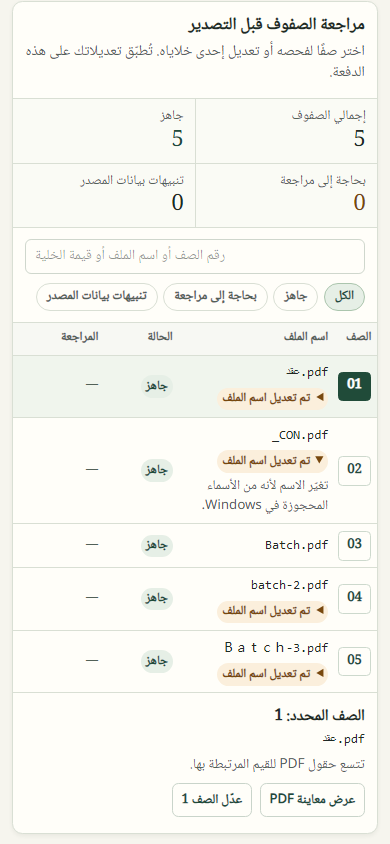 مراجعة الصفوف قبل التصدير
اختر صفًا لفحصه أو تعديل إحدى خلاياه. تُطبَّق تعديلاتك على هذه
الدفعة.
إجمالي الصفوف
5
جاهز
5
بحاجة إلى مراجعة
0
تنبيهات بيانات المصدر
0
رقم الصف أو اسم الملف أو قيمة الخلية
الكل جاهز بحاجة إلى مراجعة تنبيهات بيانات المصدر
الصف اسم الملف الحالة المراجعة
01 عقد.pdf جاهز —
◀ تم تعديل اسم الملف
02 _CON.pdf جاهز —
▼ تم تعديل اسم الملف
تغيّر الاسم لأنه من الأسماء
المحجوزة في Windows.
03 Batch.pdf جاهز —
04 batch-2.pdf جاهز —
◀ تم تعديل اسم الملف
05 Ｂａｔｃｈ-3.pdf جاهز —
◀ تم تعديل اسم الملف
الصف المحدد: 1
عقد.pdf
تتسع حقول PDF للقيم المرتبطة بها.
عرض معاينة PDF عدّل الصف 1